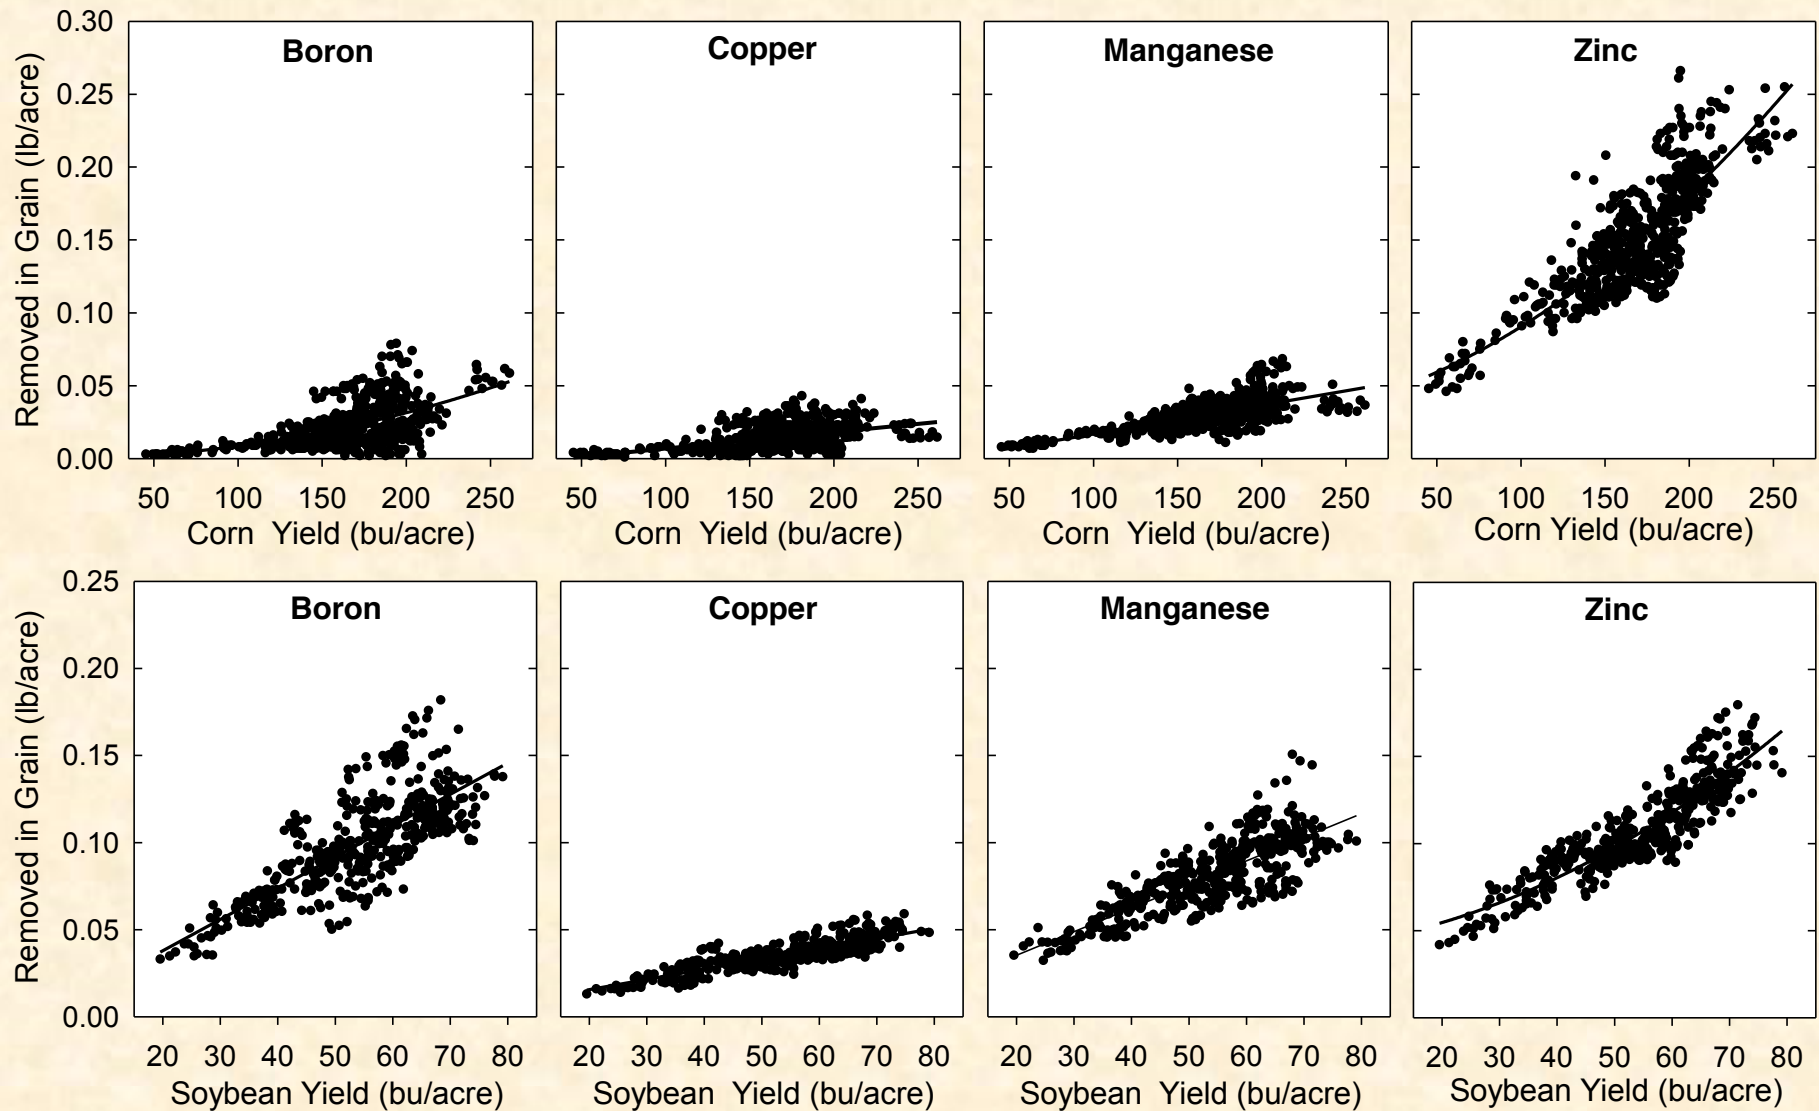 Removed in Grain (lb/acre)
0.30
0.25
0.20
0.15
0.10
0.05
0.00
Boron
50 100 150 200 250
Corn Yield (bu/acre)
Copper
50 100 150 200 250
Corn Yield (bu/acre)
Manganese
50 100 150 200 250
Corn Yield (bu/acre)
Zinc
50 100 150 200 250
Corn Yield (bu/acre)
Removed in Grain (lb/acre)
0.25
0.20
0.15
0.10
0.05
0.00
Boron
20 30 40 50 60 70 80
Soybean Yield (bu/acre)
Copper
20 30 40 50 60 70 80
Soybean Yield (bu/acre)
Manganese
20 30 40 50 60 70 80
Soybean Yield (bu/acre)
Zinc
20 30 40 50 60 70 80
Soybean Yield (bu/acre)